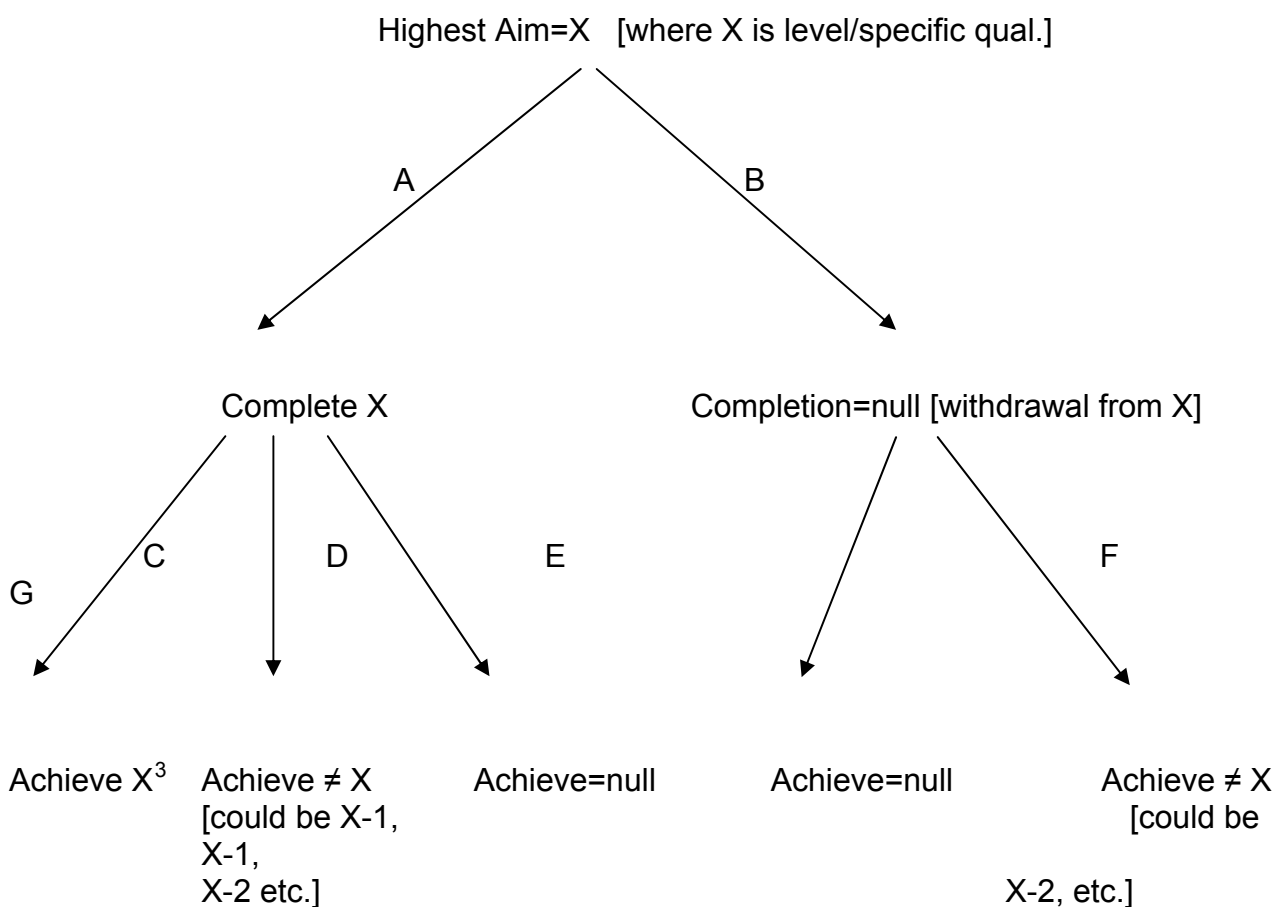 Highest Aim=X [where X is level/specific qual.]
A B
Complete X Completion=null [withdrawal from X]
C D E F
G
Achieve X³ Achieve ≠ X Achieve=null Achieve=null Achieve ≠ X
[could be X-1, [could be
X-1,
X-2 etc.] X-2, etc.]